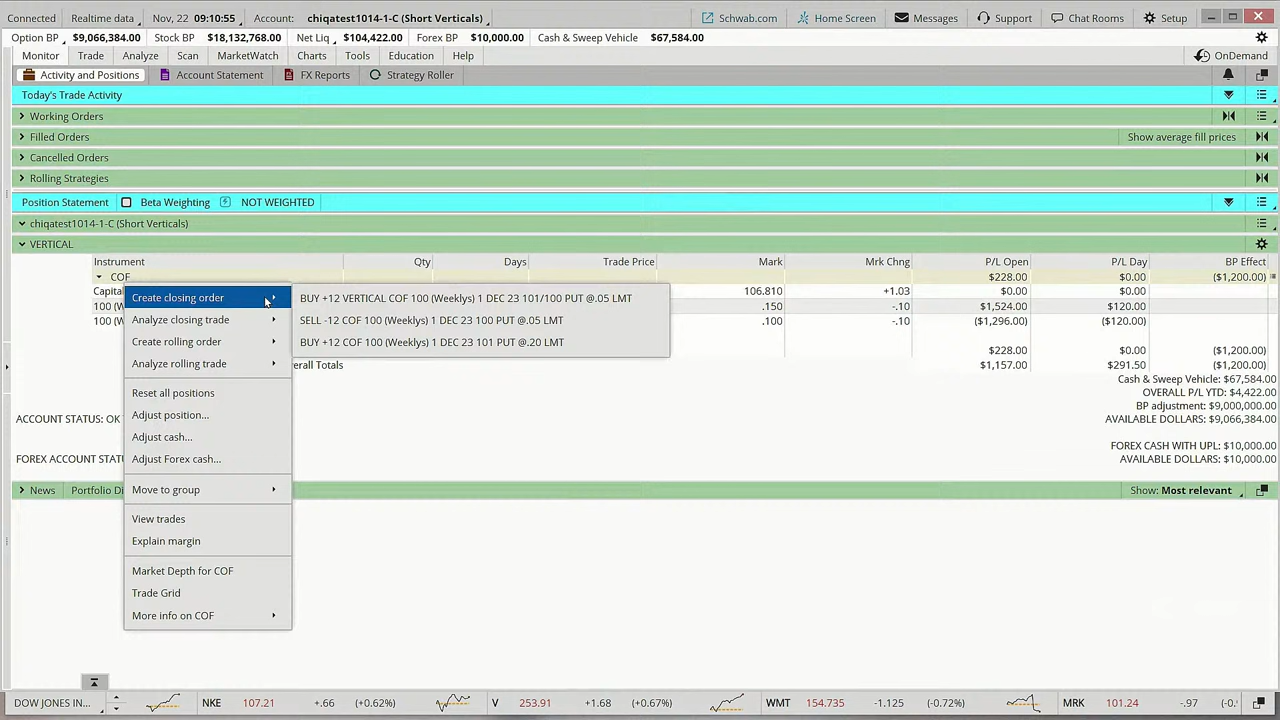 Connected Realtime data Nov, 22 09:10:55 Account: chiqatest1014-1-C (Short Verticals) Schwab.com Home Screen Messages Support Chat Rooms Setup
Option BP $9,066,384.00 Stock BP $18,132,768.00 Net Liq $104,422.00 Forex BP $10,000.00 Cash & Sweep Vehicle $67,584.00
Monitor Trade Analyze Scan MarketWatch Charts Tools Education Help OnDemand
Activity and Positions Account Statement FX Reports Strategy Roller
Today's Trade Activity
Working Orders
Filled Orders Show average fill prices
Cancelled Orders
Rolling Strategies
Position Statement Beta Weighting NOT WEIGHTED
chiqatest1014-1-C (Short Verticals)
VERTICAL
Instrument Qty Days Trade Price Mark Mrk Chng P/L Open P/L Day BP Effect
COF $228.00 $0.00 ($1,200.00)
Capital 106.810 +1.03 $0.00 $0.00
100 (W .150 -.10 $1,524.00 $120.00
100 (W .100 -.10 ($1,296.00) ($120.00)
$228.00 $0.00 ($1,200.00)
erall Totals $1,157.00 $291.50 ($1,200.00)
Cash & Sweep Vehicle: $67,584.00
OVERALL P/L YTD: $4,422.00
BP adjustment: $9,000,000.00
ACCOUNT STATUS: OK T AVAILABLE DOLLARS: $9,066,384.00
FOREX CASH WITH UPL: $10,000.00
FOREX ACCOUNT STATU AVAILABLE DOLLARS: $10,000.00
Create closing order
Analyze closing trade
Create rolling order
Analyze rolling trade
Reset all positions
Adjust position...
Adjust cash...
Adjust Forex cash...
Move to group
View trades
Explain margin
Market Depth for COF
Trade Grid
More info on COF
BUY +12 VERTICAL COF 100 (Weeklys) 1 DEC 23 101/100 PUT @.05 LMT
SELL -12 COF 100 (Weeklys) 1 DEC 23 100 PUT @.05 LMT
BUY +12 COF 100 (Weeklys) 1 DEC 23 101 PUT @.20 LMT
News Portfolio Di Show: Most relevant
DOW JONES IN... NKE 107.21 +.66 (+0.62%) V 253.91 +1.68 (+0.67%) WMT 154.735 -1.125 (-0.72%) MRK 101.24 -.97 (-0.